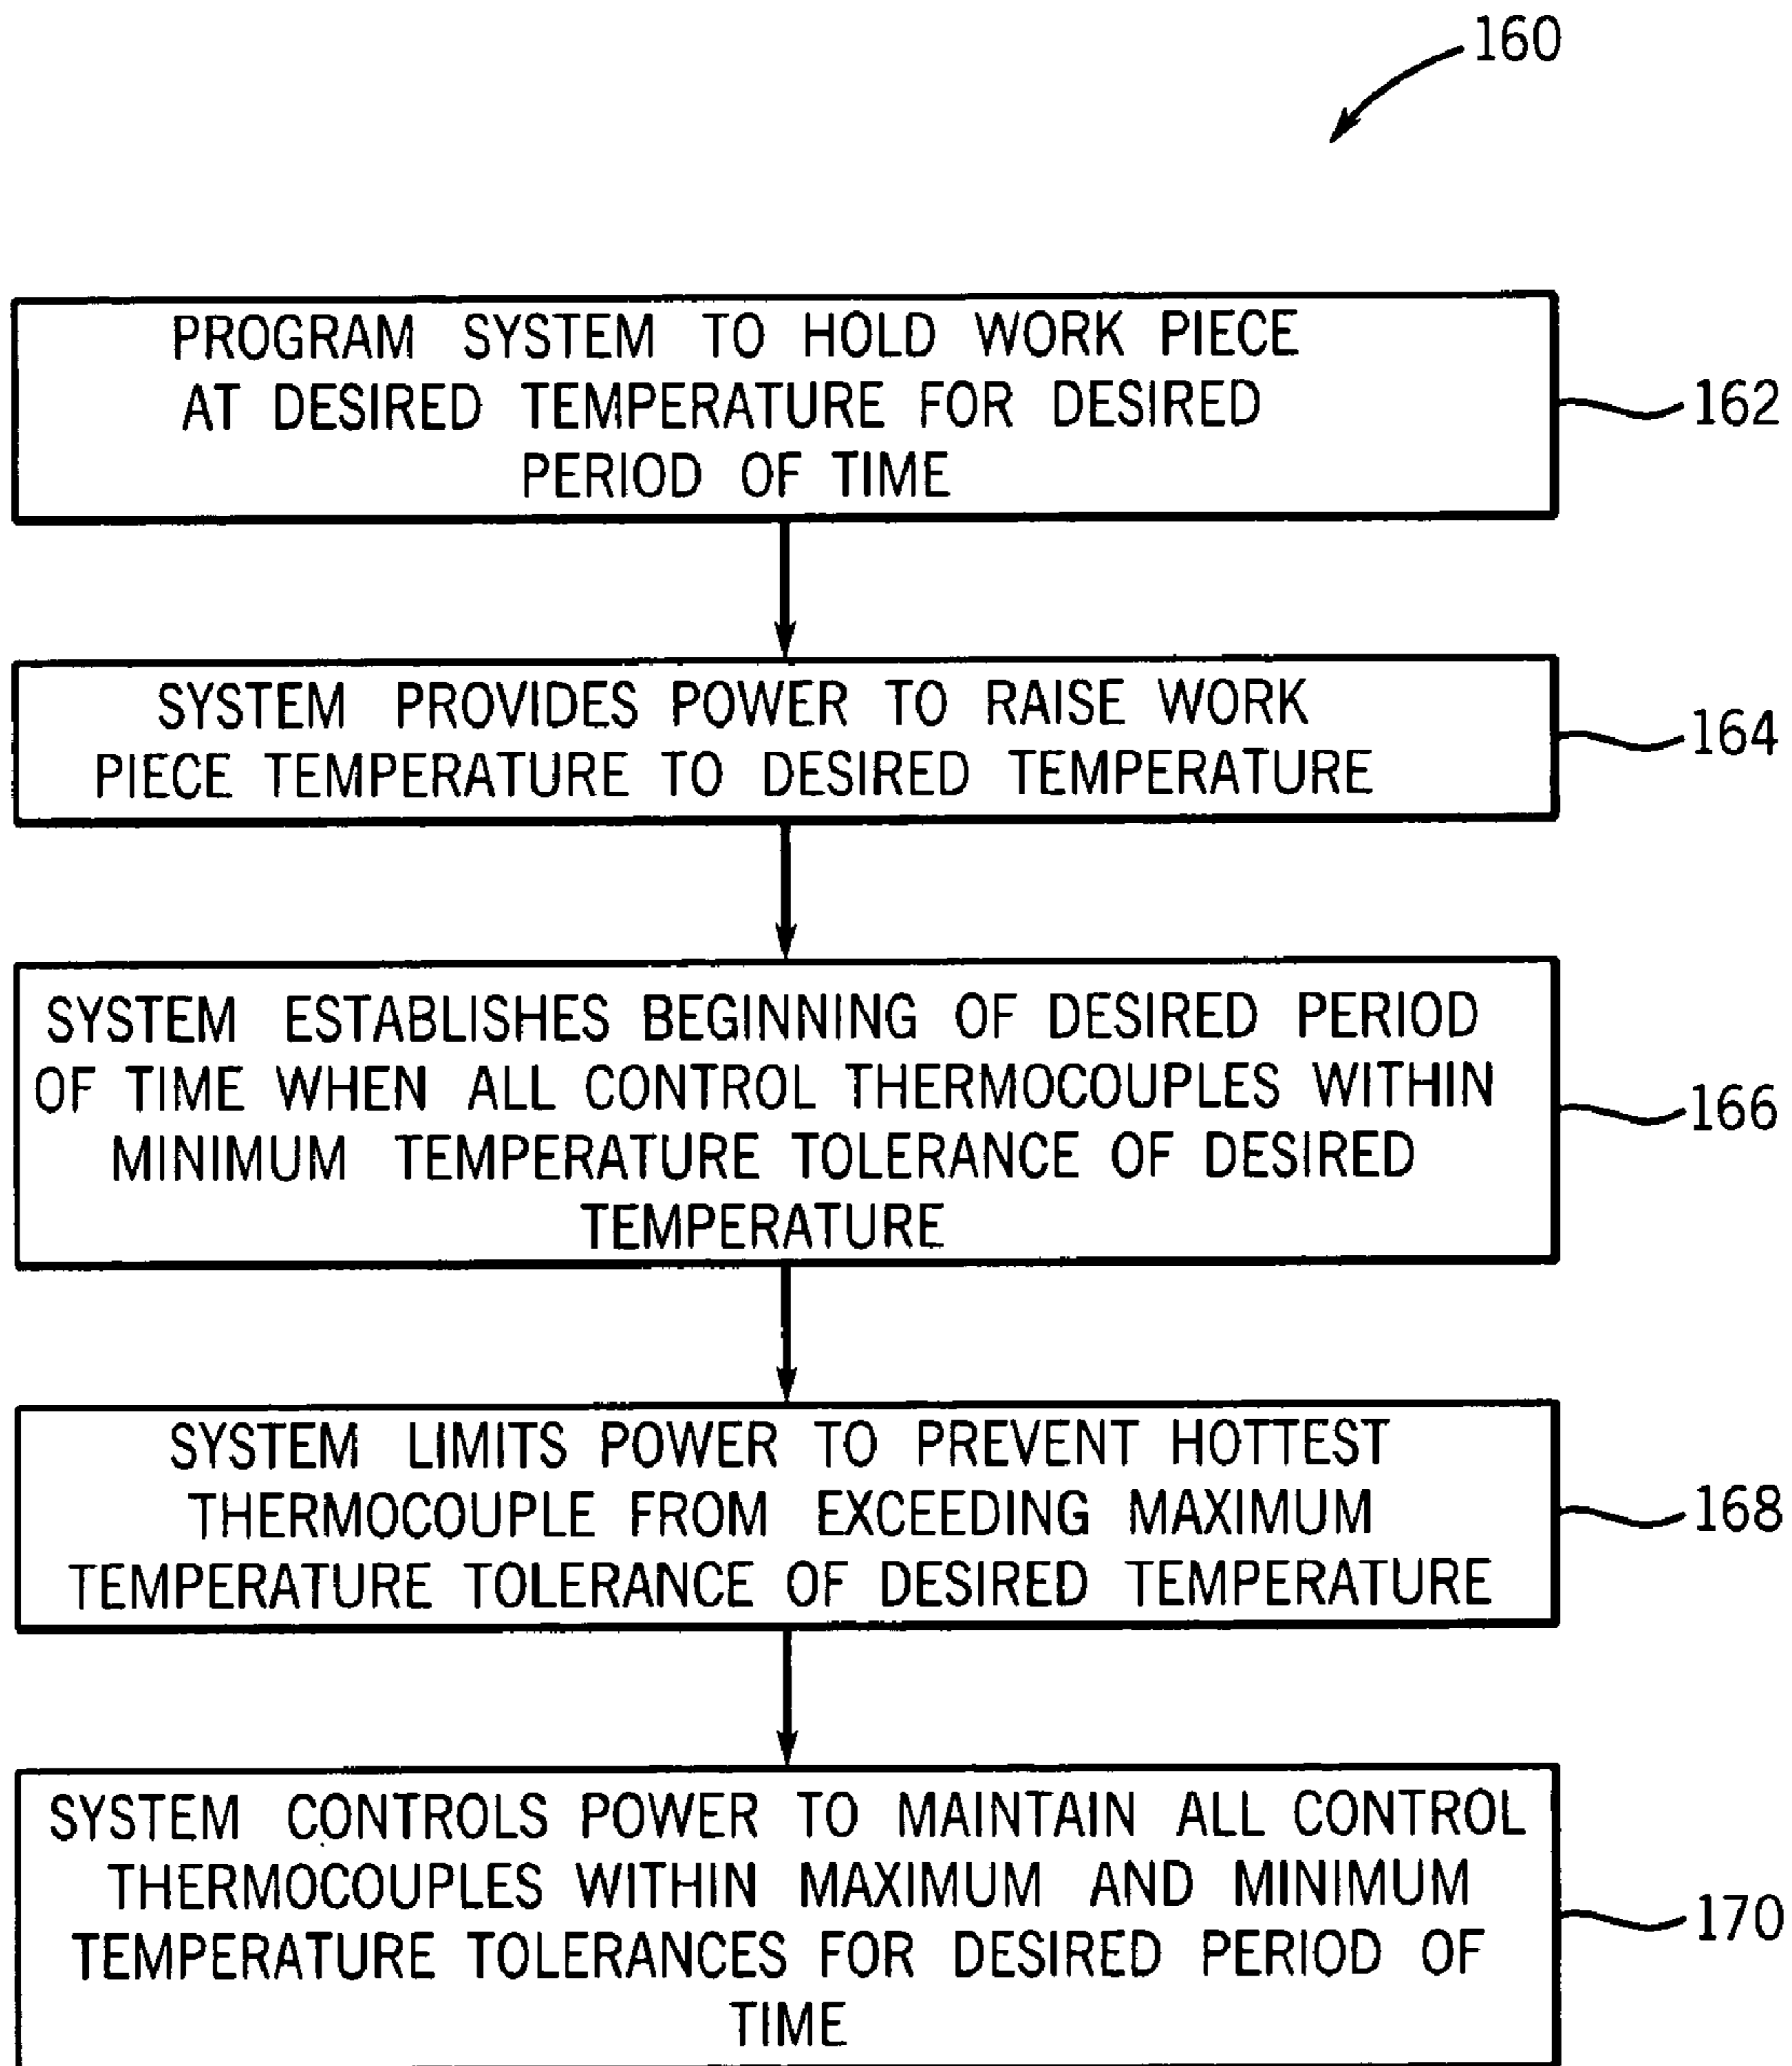 160
PROGRAM SYSTEM TO HOLD WORK PIECE
AT DESIRED TEMPERATURE FOR DESIRED
PERIOD OF TIME
162
SYSTEM PROVIDES POWER TO RAISE WORK
PIECE TEMPERATURE TO DESIRED TEMPERATURE
164
SYSTEM ESTABLISHES BEGINNING OF DESIRED PERIOD
OF TIME WHEN ALL CONTROL THERMOCOUPLES WITHIN
MINIMUM TEMPERATURE TOLERANCE OF DESIRED
TEMPERATURE
166
SYSTEM LIMITS POWER TO PREVENT HOTTEST
THERMOCOUPLE FROM EXCEEDING MAXIMUM
TEMPERATURE TOLERANCE OF DESIRED TEMPERATURE
168
SYSTEM CONTROLS POWER TO MAINTAIN ALL CONTROL
THERMOCOUPLES WITHIN MAXIMUM AND MINIMUM
TEMPERATURE TOLERANCES FOR DESIRED PERIOD OF
TIME
170